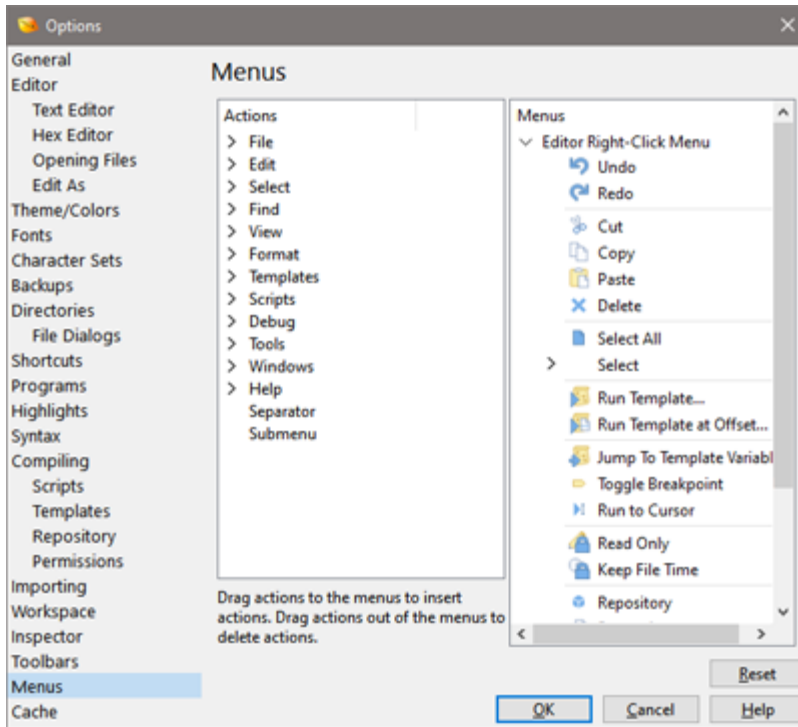 Options
General
Editor
Text Editor
Hex Editor
Opening Files
Edit As
Theme/Colors
Fonts
Character Sets
Backups
Directories
File Dialogs
Shortcuts
Programs
Highlights
Syntax
Compiling
Scripts
Templates
Repository
Permissions
Importing
Workspace
Inspector
Toolbars
Menus
Cache
Menus
Actions
File
Edit
Select
Find
View
Format
Templates
Scripts
Debug
Tools
Windows
Help
Separator
Submenu
Drag actions to the menus to insert
actions. Drag actions out of the menus to
delete actions.
Menus
Editor Right-Click Menu
Undo
Redo
Cut
Copy
Paste
Delete
Select All
Select
Run Template...
Run Template at Offset...
Jump To Template Variabl
Toggle Breakpoint
Run to Cursor
Read Only
Keep File Time
Repository
Reset
OK
Cancel
Help